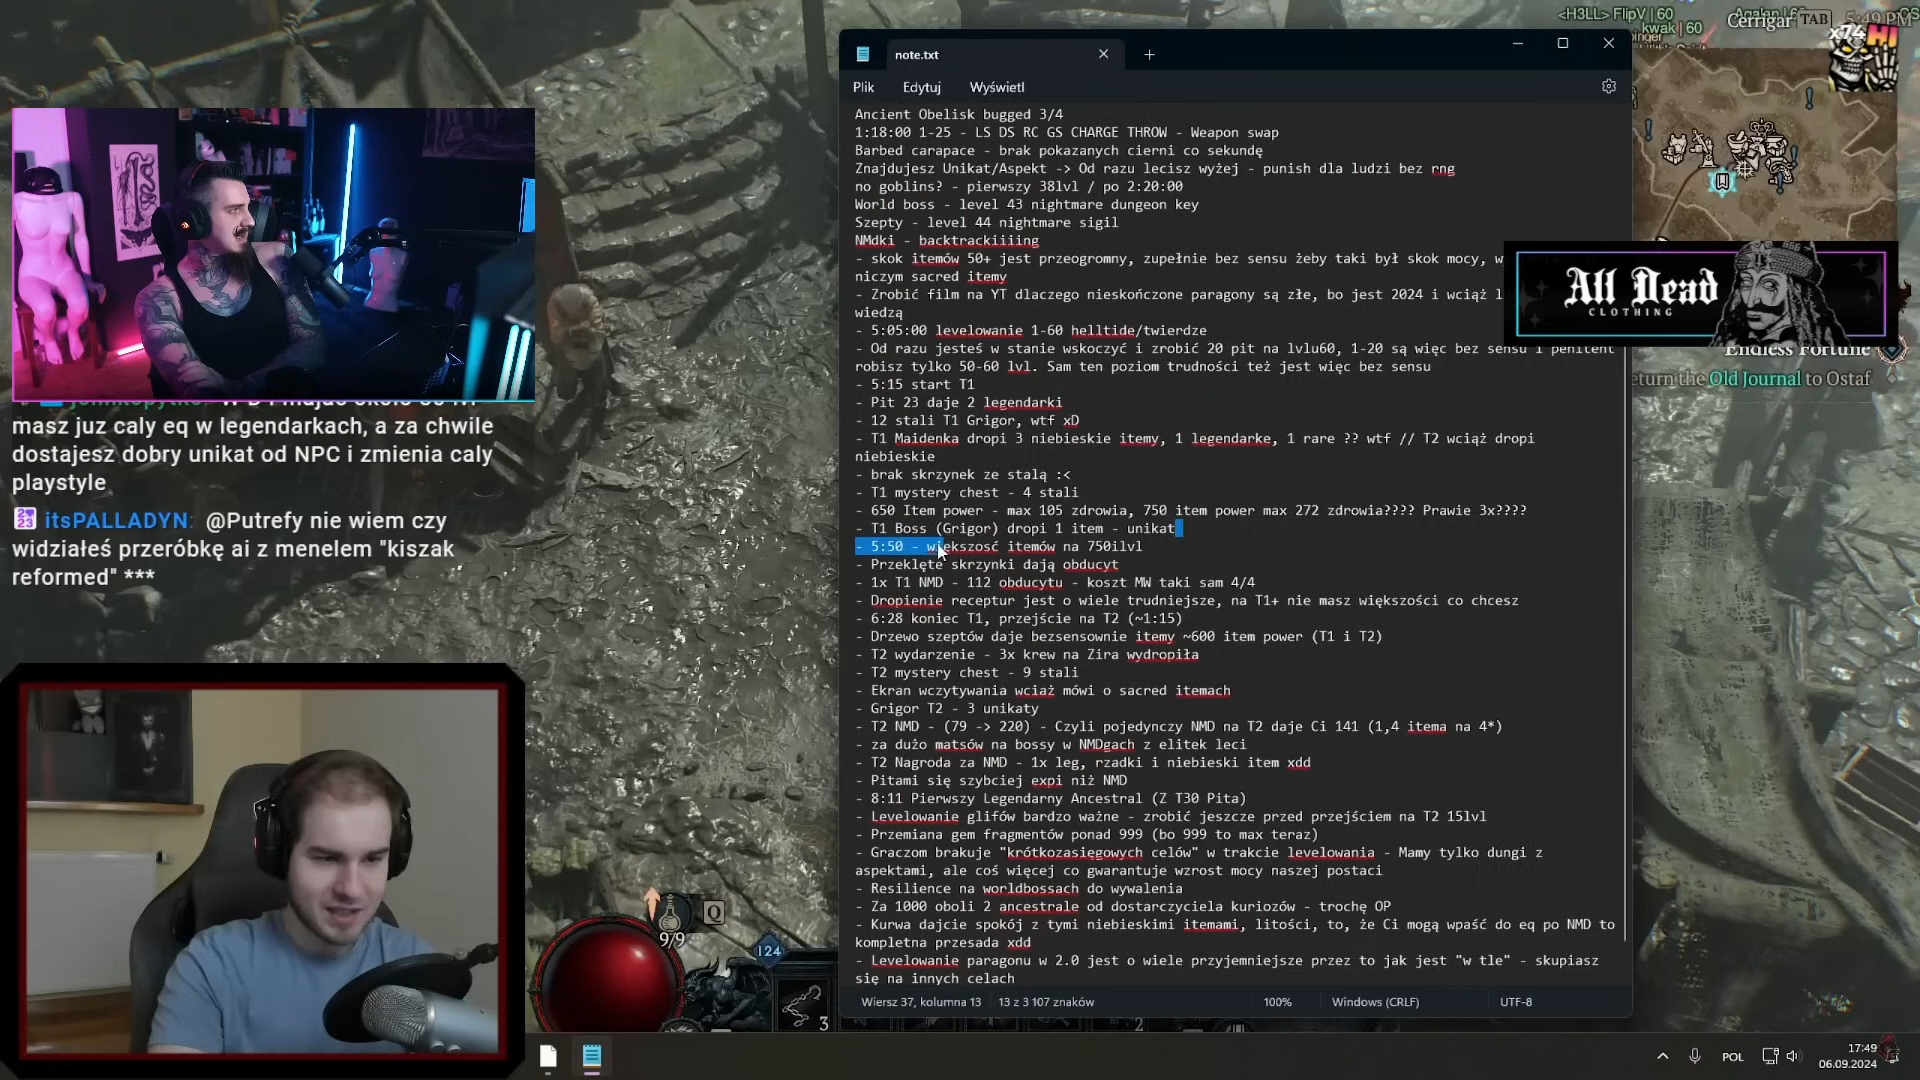 <H3LL> FlipV | 60
kwak | 60
Cerrigar TAB 5:49 PM
x74 HI
note.txt
Plik Edytuj Wyświetl
Ancient Obelisk bugged 3/4
1:18:00 1-25 - LS DS RC GS CHARGE THROW - Weapon swap
Barbed carapace - brak pokazanych cierni co sekundę
Znajdujesz Unikat/Aspekt -> Od razu lecisz wyżej - punish dla ludzi bez rng
no goblins? - pierwszy 38lvl / po 2:20:00
World boss - level 43 nightmare dungeon key
Szepty - level 44 nightmare sigil
NMdki - backtrackiiiing
- skok itemów 50+ jest przeogromny, zupełnie bez sensu żeby taki był skok mocy, w
niczym sacred itemy
- Zrobić film na YT dlaczego nieskończone paragony są złe, bo jest 2024 i wciąż l
wiedzą
- 5:05:00 levelowanie 1-60 helltide/twierdze
- Od razu jesteś w stanie wskoczyć i zrobić 20 pit na lvlu60, 1-20 są więc bez sensu i penitent
robisz tylko 50-60 lvl. Sam ten poziom trudności też jest więc bez sensu
- 5:15 start T1
- Pit 23 daje 2 legendarki
- 12 stali T1 Grigor, wtf xD
- T1 Maidenka dropi 3 niebieskie itemy, 1 legendarke, 1 rare ?? wtf // T2 wciąż dropi
niebieskie
- brak skrzynek ze stalą :<
- T1 mystery chest - 4 stali
- 650 Item power - max 105 zdrowia, 750 item power max 272 zdrowia???? Prawie 3x????
- T1 Boss (Grigor) dropi 1 item - unikat
- 5:50 - większosć itemów na 750ilvl
- Przeklęte skrzynki dają obducyt
- 1x T1 NMD - 112 obducytu - koszt MW taki sam 4/4
- Dropienie receptur jest o wiele trudniejsze, na T1+ nie masz większości co chcesz
- 6:28 koniec T1, przejście na T2 (~1:15)
- Drzewo szeptów daje bezsensownie itemy ~600 item power (T1 i T2)
- T2 wydarzenie - 3x krew na Zira wydropiła
- T2 mystery chest - 9 stali
- Ekran wczytywania wciaż mówi o sacred itemach
- Grigor T2 - 3 unikaty
- T2 NMD - (79 -> 220) - Czyli pojedynczy NMD na T2 daje Ci 141 (1,4 itema na 4*)
- za dużo matsów na bossy w NMDgach z elitek leci
- T2 Nagroda za NMD - 1x leg, rzadki i niebieski item xdd
- Pitami się szybciej expi niż NMD
- 8:11 Pierwszy Legendarny Ancestral (Z T30 Pita)
- Levelowanie glifów bardzo ważne - zrobić jeszcze przed przejściem na T2 15lvl
- Przemiana gem fragmentów ponad 999 (bo 999 to max teraz)
- Graczom brakuje "krótkozasięgowych celów" w trakcie levelowania - Mamy tylko dungi z
aspektami, ale coś więcej co gwarantuje wzrost mocy naszej postaci
- Resilience na worldbossach do wywalenia
- Za 1000 oboli 2 ancestrale od dostarczyciela kuriozów - trochę OP
- Kurwa dajcie spokój z tymi niebieskimi itemami, litości, to, że Ci mogą wpaść do eq po NMD to
kompletna przesada xdd
- Levelowanie paragonu w 2.0 jest o wiele przyjemniejsze przez to jak jest "w tle" - skupiasz
się na innych celach
Wiersz 37, kolumna 13 13 z 3 107 znaków 100% Windows (CRLF) UTF-8
All Dead
CLOTHING
Endless Fortune
eturn the Old Journal to Ostaf
masz juz caly eq w legendarkach, a za chwile
dostajesz dobry unikat od NPC i zmienia caly
playstyle
itsPALLADYN: @Putrefy nie wiem czy
widziałeś przeróbkę ai z menelem "kiszak
reformed" ***
Q
9/9
124
3
2
POL
17:49
06.09.2024